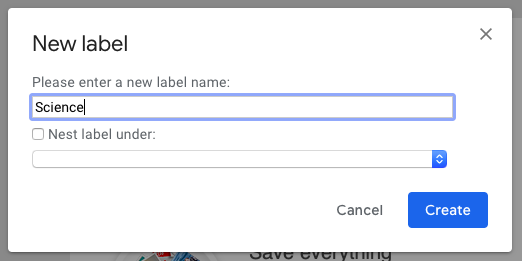 New label
Please enter a new label name:
Science
Nest label under:
Cancel
Create
Save everything